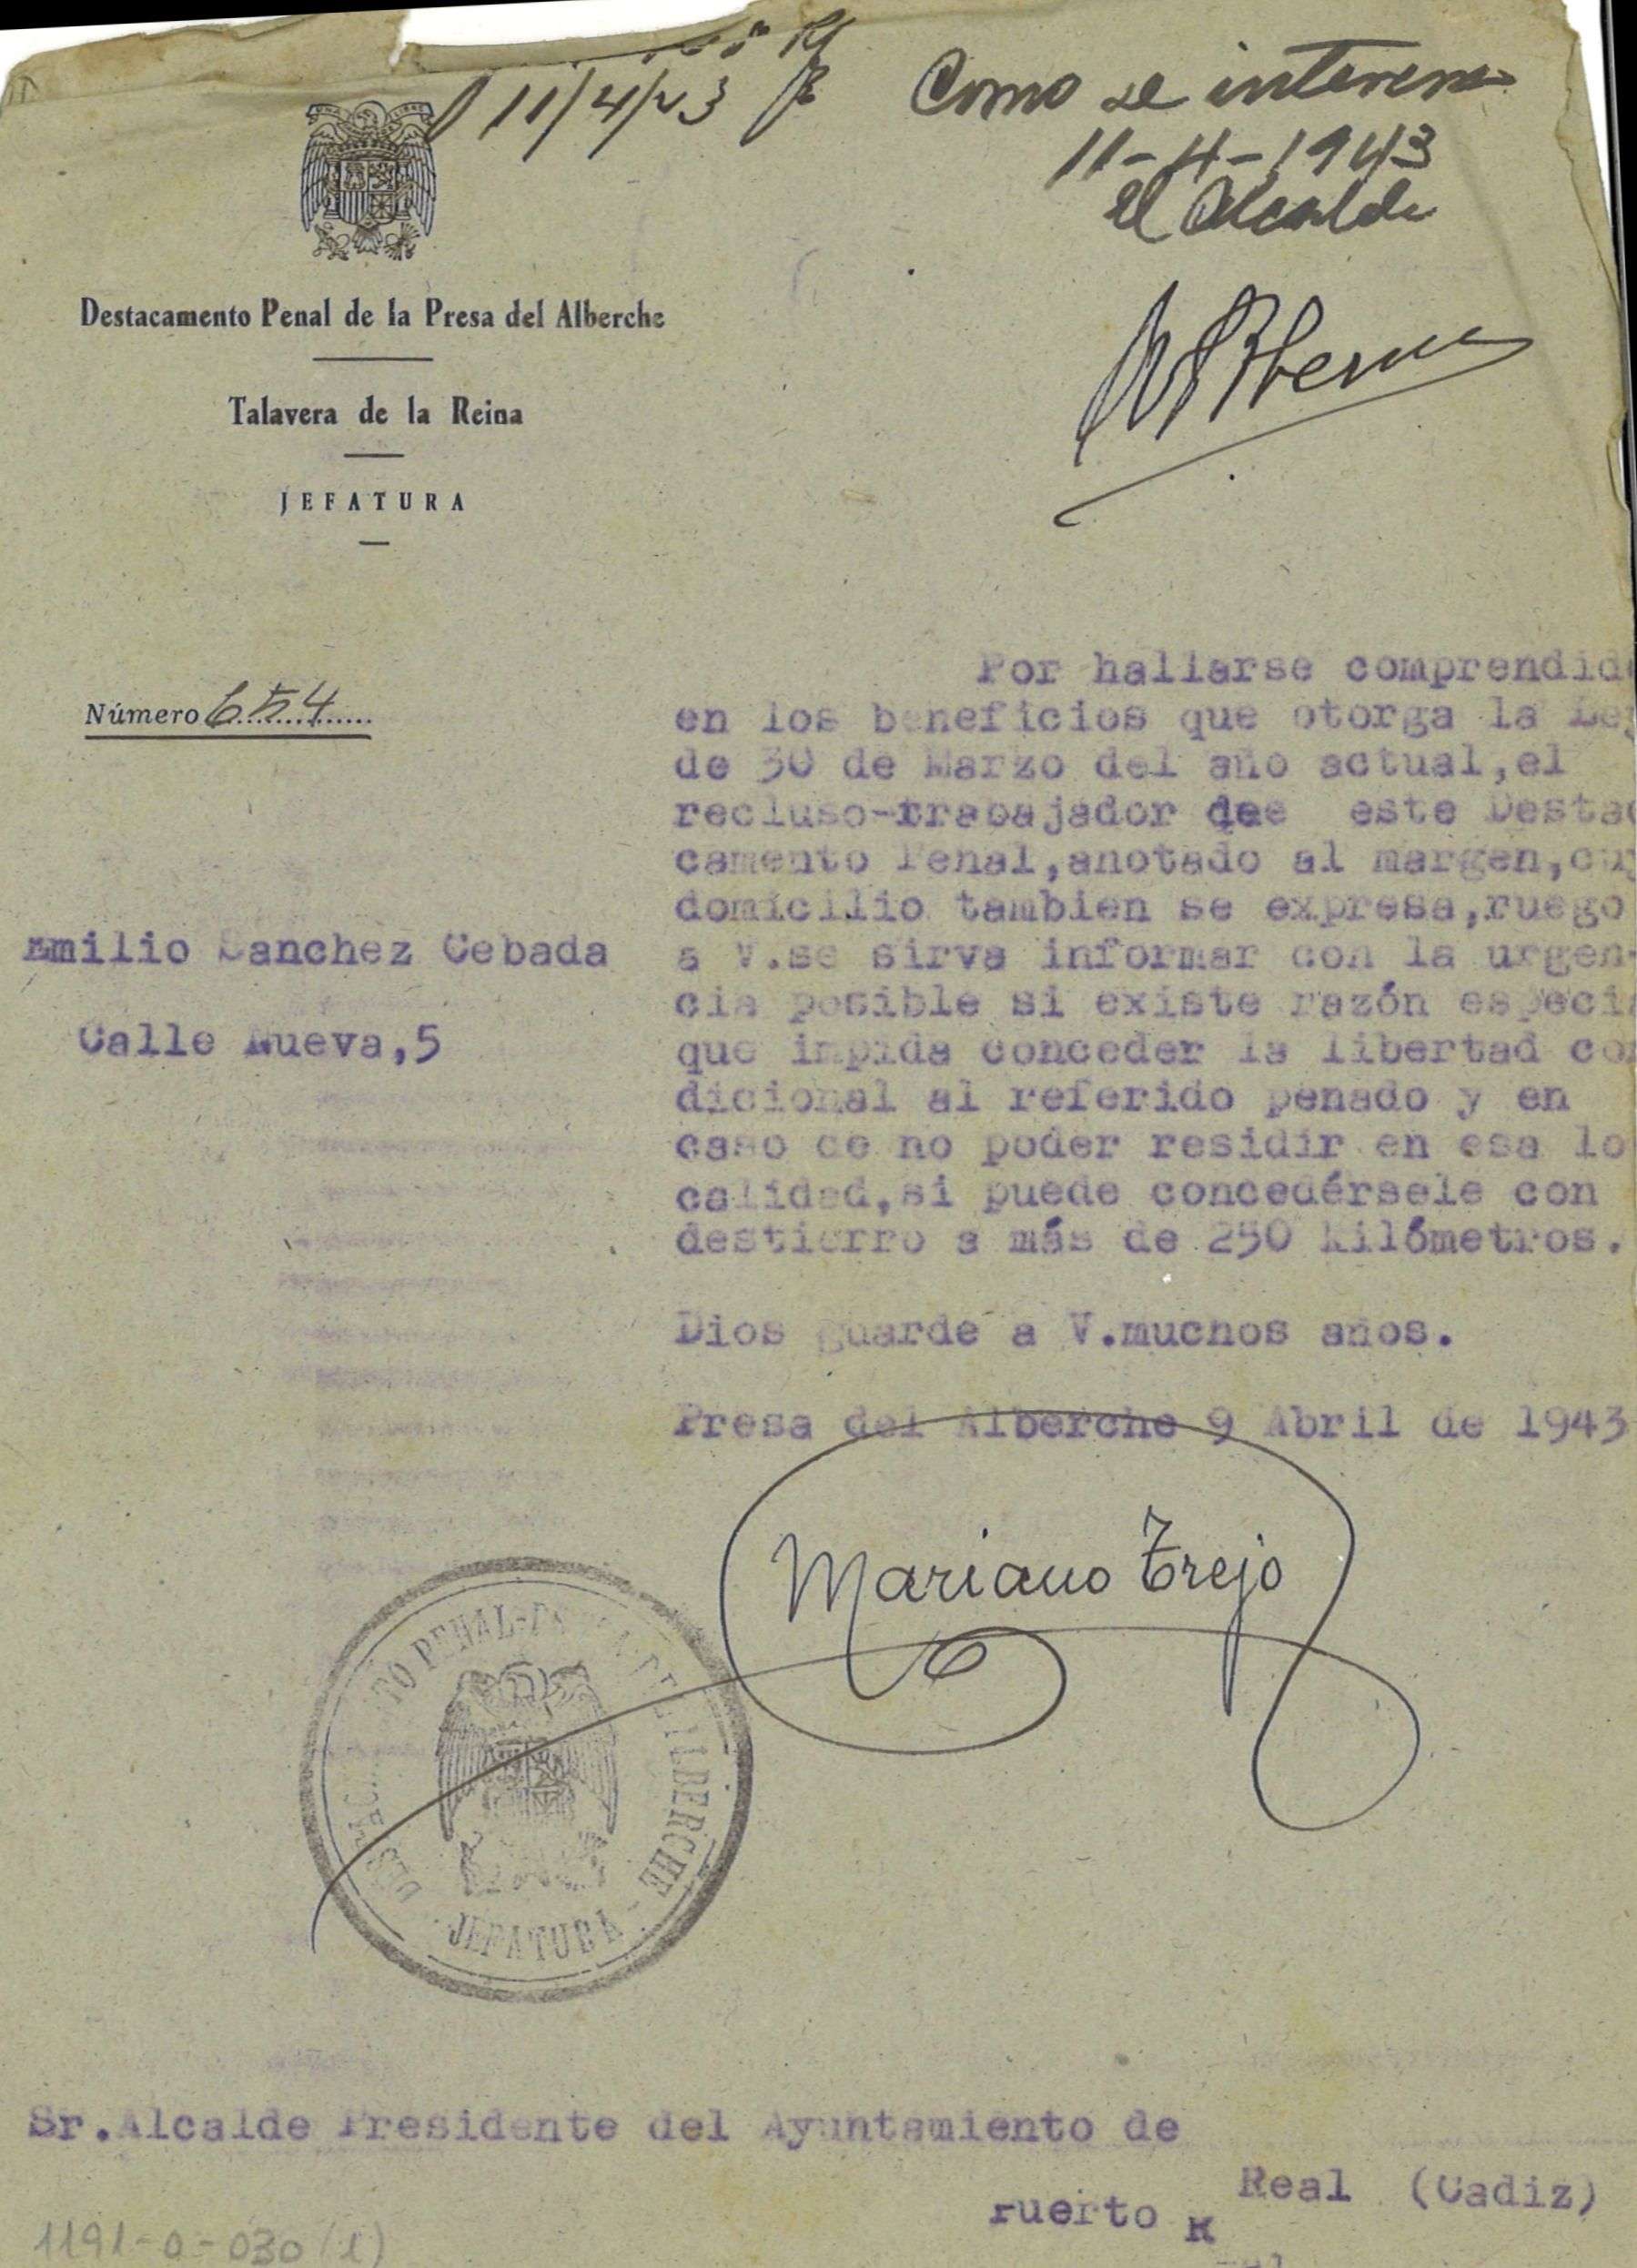 11/4/43
Como se interesa
11-4-1943
el Alcalde
Destacamento Penal de la Presa del Alberche
Talavera de la Reina
JEFATURA
Número 654
Por hallarse comprendido
en los beneficios que otorga la Ley
de 30 de Marzo del año actual,el
recluso-trabajador dee este Desta
camento Penal,anotado al margen,cuy
domicilio tambien se expresa,ruego
a V.se sirva informar con la urgen-
cia posible si existe razón especia
que impida conceder la libertad con
dicional al referido penado y en
caso de no poder residir en esa lo
calidad,si puede concedérsele con
destierro a más de 250 kilómetros.
Emilio Sanchez Cebada
Calle Nueva,5
Dios guarde a V.muchos años.
Presa del Alberche 9 Abril de 1943
Mariano Trejo
DESTACAMENTO PENAL-PRESA DEL ALBERCHE
-JEFATURA-
Sr.Alcalde Presidente del Ayuntamiento de
Puerto R Real (Cadiz)
1191-0-030(1)